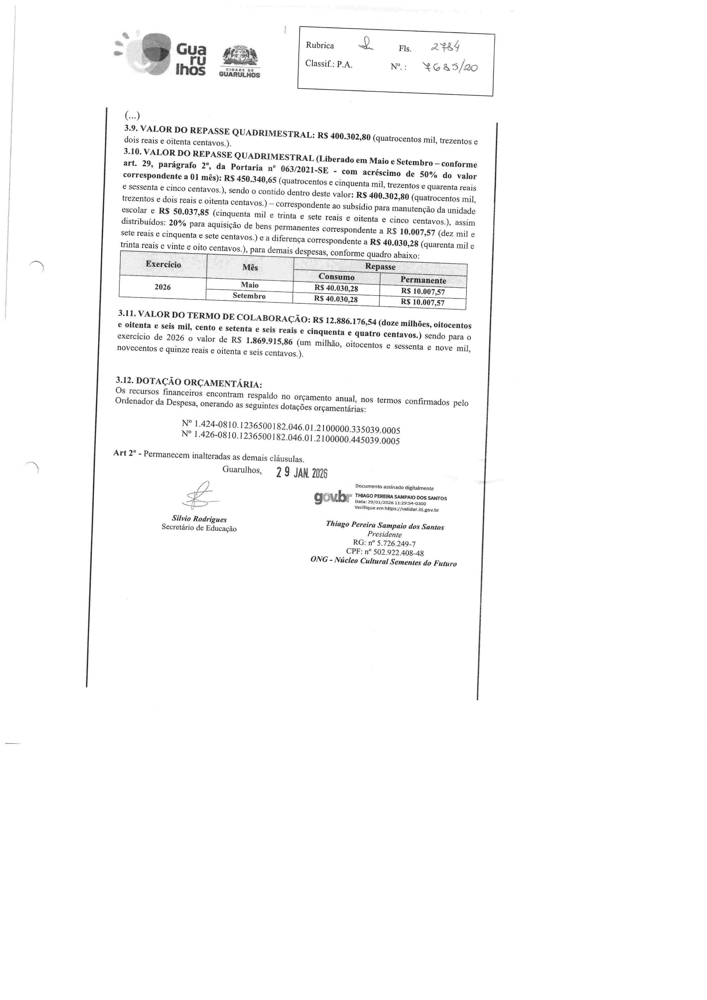 Gua
ru
lhos
CIDADE DE
GUARULHOS
Rubrica Fls. 2784
Classif.: P.A. Nº. : 7685/20
(...)
3.9. VALOR DO REPASSE QUADRIMESTRAL: R$ 400.302,80 (quatrocentos mil, trezentos e
dois reais e oitenta centavos.).
3.10. VALOR DO REPASSE QUADRIMESTRAL (Liberado em Maio e Setembro – conforme
art. 29, parágrafo 2º, da Portaria nº 063/2021-SE - com acréscimo de 50% do valor
correspondente a 01 mês): R$ 450.340,65 (quatrocentos e cinquenta mil, trezentos e quarenta reais
e sessenta e cinco centavos.), sendo o contido dentro deste valor: R$ 400.302,80 (quatrocentos mil,
trezentos e dois reais e oitenta centavos.) – correspondente ao subsídio para manutenção da unidade
escolar e R$ 50.037,85 (cinquenta mil e trinta e sete reais e oitenta e cinco centavos.), assim
distribuídos: 20% para aquisição de bens permanentes correspondente a R$ 10.007,57 (dez mil e
sete reais e cinquenta e sete centavos.) e a diferença correspondente a R$ 40.030,28 (quarenta mil e
trinta reais e vinte e oito centavos.), para demais despesas, conforme quadro abaixo:
Exercício Mês Repasse
Consumo Permanente
2026 Maio R$ 40.030,28 R$ 10.007,57
Setembro R$ 40.030,28 R$ 10.007,57
3.11. VALOR DO TERMO DE COLABORAÇÃO: R$ 12.886.176,54 (doze milhões, oitocentos
e oitenta e seis mil, cento e setenta e seis reais e cinquenta e quatro centavos.) sendo para o
exercício de 2026 o valor de R$ 1.869.915,86 (um milhão, oitocentos e sessenta e nove mil,
novecentos e quinze reais e oitenta e seis centavos.).
3.12. DOTAÇÃO ORÇAMENTÁRIA:
Os recursos financeiros encontram respaldo no orçamento anual, nos termos confirmados pelo
Ordenador da Despesa, onerando as seguintes dotações orçamentárias:
Nº 1.424-0810.1236500182.046.01.2100000.335039.0005
Nº 1.426-0810.1236500182.046.01.2100000.445039.0005
Art 2º - Permanecem inalteradas as demais cláusulas.
Guarulhos, 29 JAN. 2026
Documento assinado digitalmente
gov.br THIAGO PEREIRA SAMPAIO DOS SANTOS
Data: 29/01/2026 11:29:54-0300
Verifique em https://validar.iti.gov.br
Silvio Rodrigues
Secretário de Educação
Thiago Pereira Sampaio dos Santos
Presidente
RG: nº 5.726.249-7
CPF: nº 502.922.408-48
ONG - Núcleo Cultural Sementes do Futuro